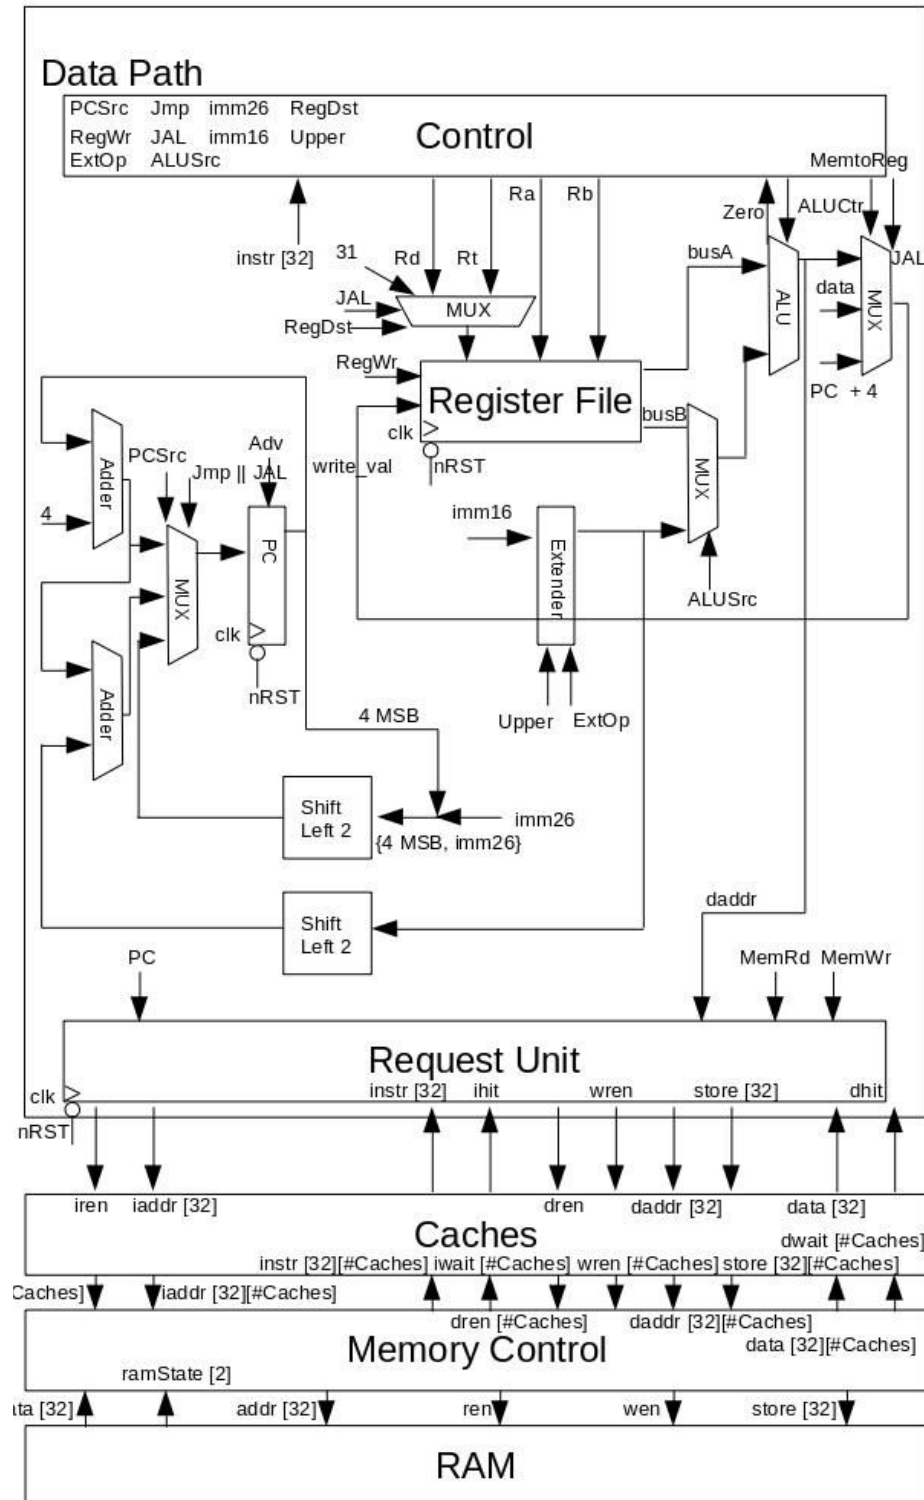 Data Path
PCSrc Jmp imm26 RegDst
RegWr JAL imm16 Upper
ExtOp ALUSrc
Control
MemtoReg
Ra Rb
Zero ALUCtr
instr [32] 31 Rd Rt busA JAL
JAL MUX data
RegDst ALU MUX
RegWr
PC + 4
Register File busB
clk
Adv
PCSrc write_val nRST
Adder Jmp || JAL MUX
4 imm16
PC Extender
MUX ALUSrc
clk
Adder nRST
4 MSB Upper ExtOp
Shift
Left 2
imm26
{4 MSB, imm26}
daddr
Shift
Left 2
PC MemRd MemWr
Request Unit
clk instr [32] ihit wren store [32] dhit
nRST
iren iaddr [32] dren daddr [32] data [32]
Caches
dwait [#Caches]
instr [32][#Caches] iwait [#Caches] wren [#Caches] store [32][#Caches]
Caches] iaddr [32][#Caches]
dren [#Caches] daddr [32][#Caches]
Memory Control data [32][#Caches]
ramState [2]
ata [32] addr [32] ren wen store [32]
RAM